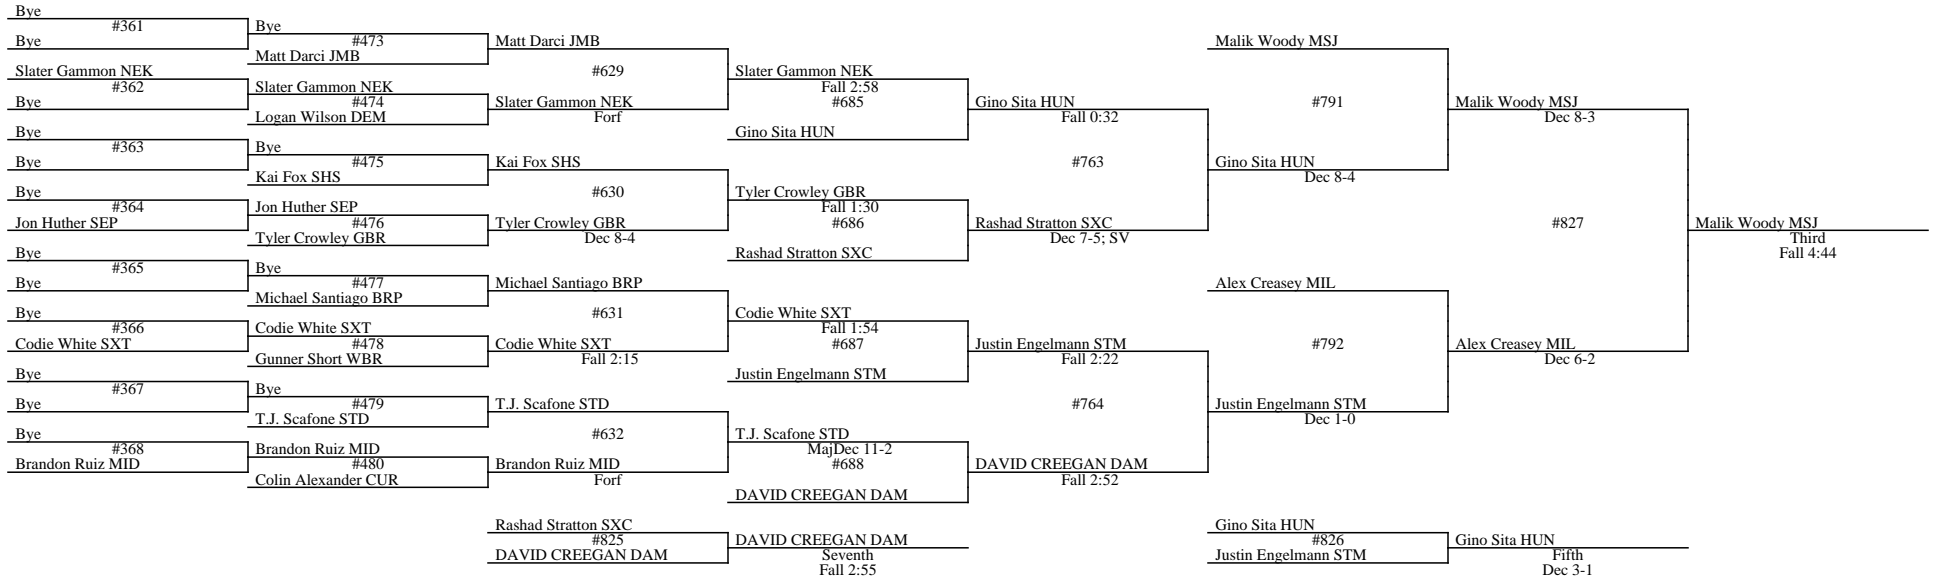 Bye
#361
Bye
Slater Gammon NEK
#362
Bye
Bye
#363
Bye
Bye
#364
Jon Huther SEP
Bye
#365
Bye
Bye
#366
Codie White SXT
Bye
#367
Bye
Bye
#368
Brandon Ruiz MID
Bye
#473
Matt Darci JMB
Slater Gammon NEK
#474
Logan Wilson DEM
Bye
#475
Kai Fox SHS
Jon Huther SEP
#476
Tyler Crowley GBR
Bye
#477
Michael Santiago BRP
Codie White SXT
#478
Gunner Short WBR
Bye
#479
T.J. Scafone STD
Brandon Ruiz MID
#480
Colin Alexander CUR
Matt Darci JMB
#629
Slater Gammon NEK
Forf
Kai Fox SHS
#630
Tyler Crowley GBR
Dec 8-4
Michael Santiago BRP
#631
Codie White SXT
Fall 2:15
T.J. Scafone STD
#632
Brandon Ruiz MID
Forf
Slater Gammon NEK
Fall 2:58
#685
Gino Sita HUN
Tyler Crowley GBR
Fall 1:30
#686
Rashad Stratton SXC
Codie White SXT
Fall 1:54
#687
Justin Engelmann STM
T.J. Scafone STD
MajDec 11-2
#688
DAVID CREEGAN DAM
Gino Sita HUN
Fall 0:32
#763
Rashad Stratton SXC
Dec 7-5; SV
Justin Engelmann STM
Fall 2:22
#764
DAVID CREEGAN DAM
Fall 2:52
Malik Woody MSJ
#791
Gino Sita HUN
Dec 8-4
Alex Creasey MIL
#792
Justin Engelmann STM
Dec 1-0
Malik Woody MSJ
Dec 8-3
#827
Alex Creasey MIL
Dec 6-2
Malik Woody MSJ
Third
Fall 4:44
Rashad Stratton SXC
#825
DAVID CREEGAN DAM
DAVID CREEGAN DAM
Seventh
Fall 2:55
Gino Sita HUN
#826
Justin Engelmann STM
Gino Sita HUN
Fifth
Dec 3-1